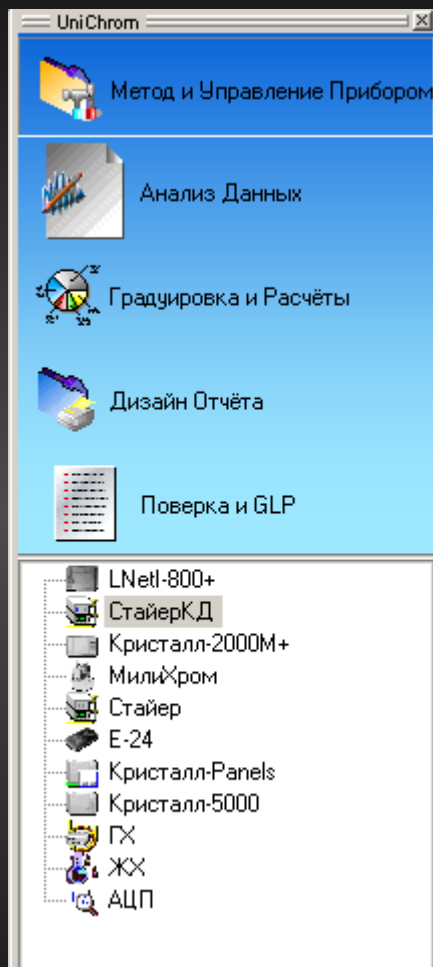 UniChrom
Метод и Управление Прибором
Анализ Данных
Градуировка и Расчёты
Дизайн Отчёта
Поверка и GLP
LNetI-800+
СтайерКД
Кристалл-2000М+
МилиХром
Стайер
E-24
Кристалл-Panels
Кристалл-5000
ГХ
ЖХ
АЦП